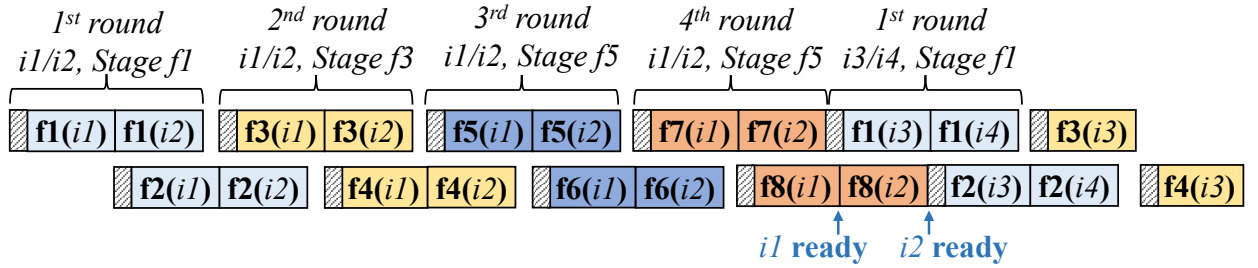 1st round
i1/i2, Stage f1
2nd round
i1/i2, Stage f3
3rd round
i1/i2, Stage f5
4th round
i1/i2, Stage f5
1st round
i3/i4, Stage f1
f1(i1) f1(i2) f3(i1) f3(i2) f5(i1) f5(i2) f7(i1) f7(i2) f1(i3) f1(i4) f3(i3)
f2(i1) f2(i2) f4(i1) f4(i2) f6(i1) f6(i2) f8(i1) f8(i2) f2(i3) f2(i4) f4(i3)
i1 ready i2 ready